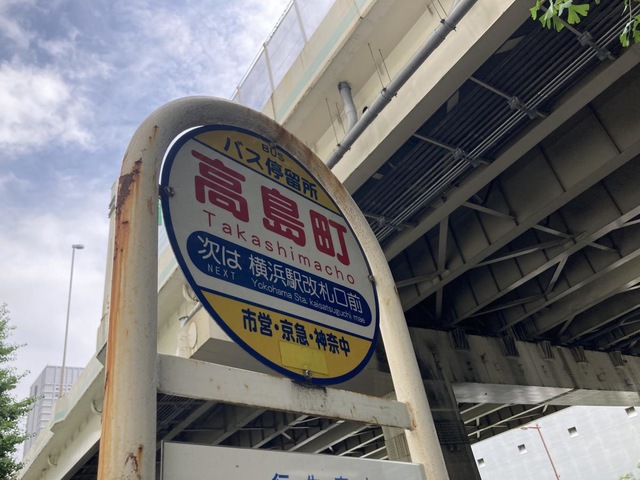 BUS
バス停留所
高島町
Takashimacho
次は 横浜駅改札口前
NEXT Yokohama Sta. kaisatsuguchi mae
市営・京急・神奈中